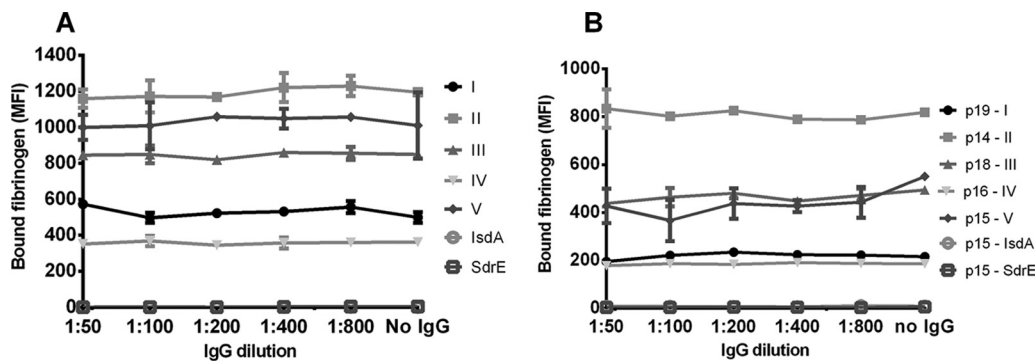 A
Bound fibrinogen (MFI)
1400
1200
1000
800
600
400
200
0
1:50
1:100
1:200
1:400
1:800
No IgG
IgG dilution
I
II
III
IV
V
IsdA
SdrE
B
Bound fibrinogen (MFI)
1000
800
600
400
200
0
1:50
1:100
1:200
1:400
1:800
no IgG
IgG dilution
p19 - I
p14 - II
p18 - III
p16 - IV
p15 - V
p15 - IsdA
p15 - SdrE